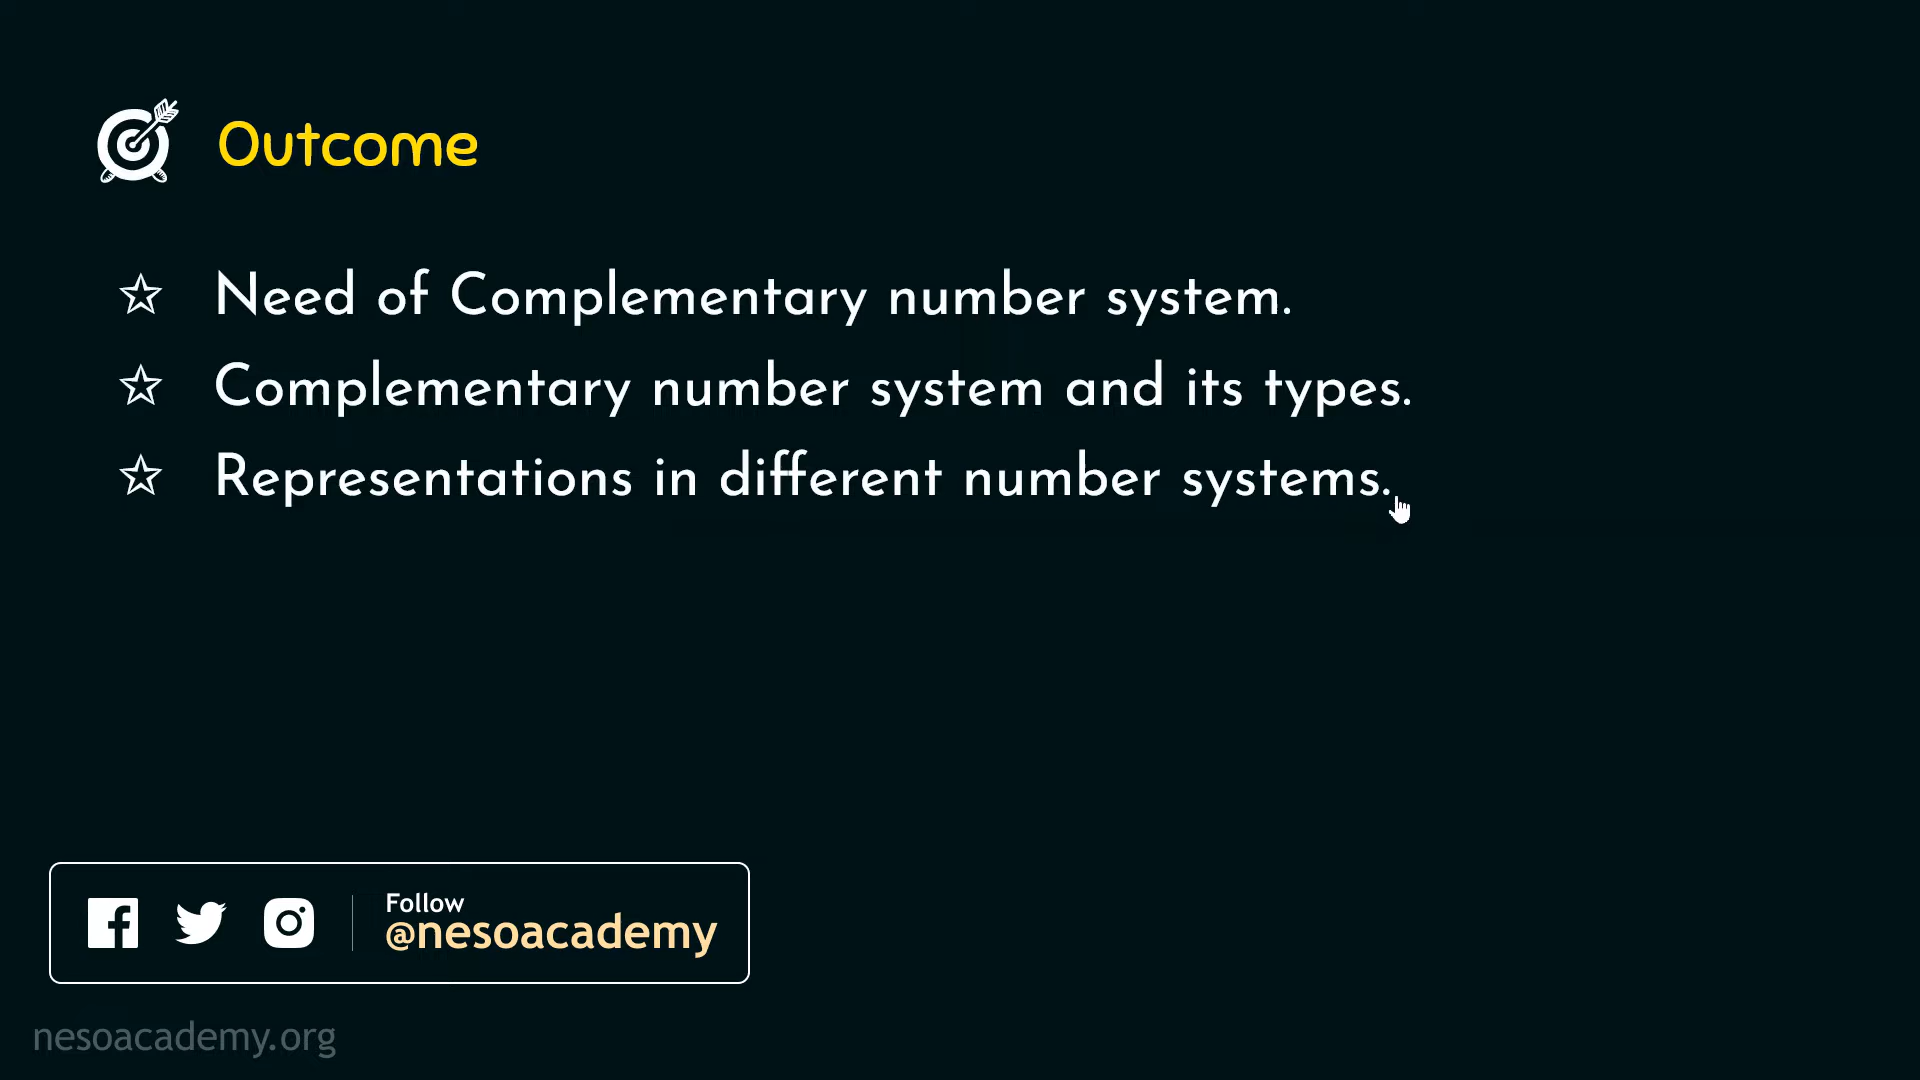 Outcome
Need of Complementary number system.
Complementary number system and its types.
Representations in different number systems.
Follow
@nesoacademy
nesoacademy.org